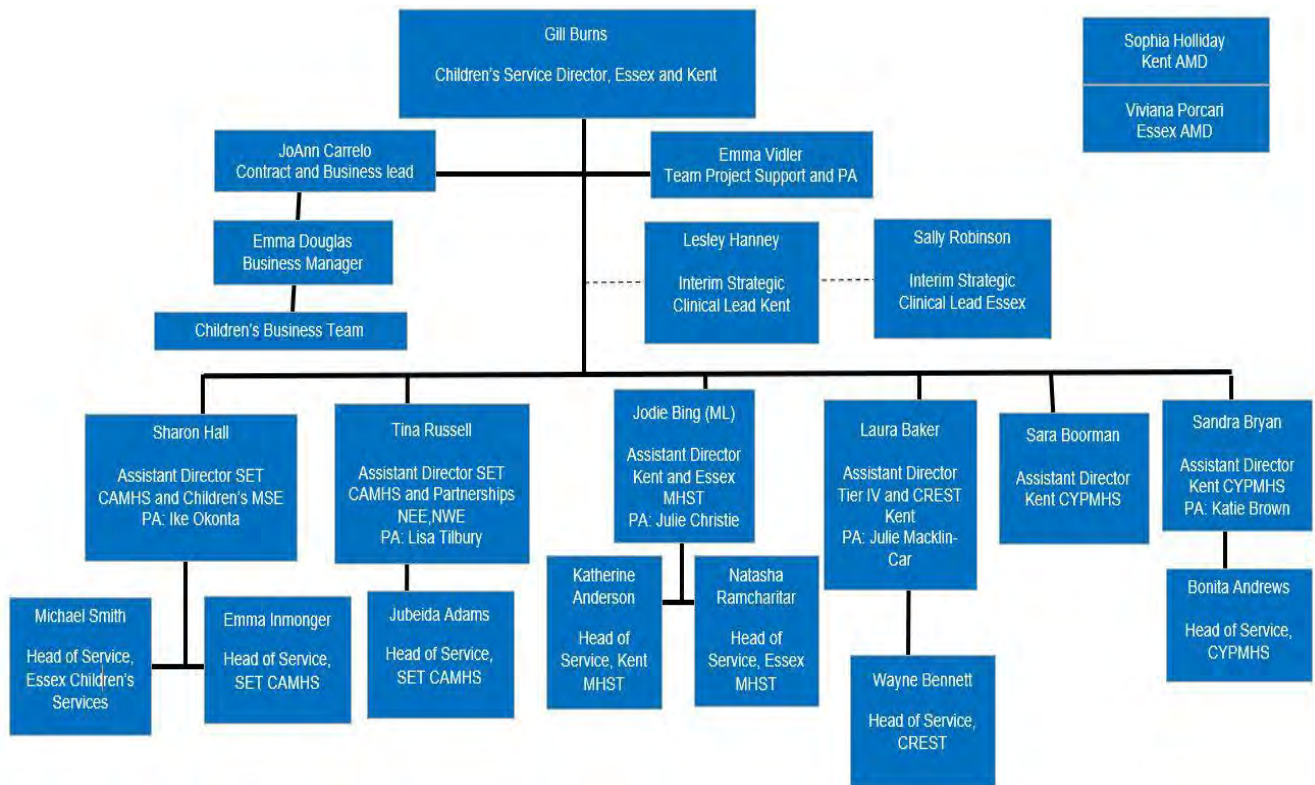 Gill Burns
Children's Service Director, Essex and Kent
Sophia Holliday
Kent AMD
Viviana Porcari
Essex AMD
JoAnn Carrelo
Contract and Business lead
Emma Vidler
Team Project Support and PA
Emma Douglas
Business Manager
Lesley Hanney
Interim Strategic
Clinical Lead Kent
Sally Robinson
Interim Strategic
Clinical Lead Essex
Children's Business Team
Sharon Hall
Assistant Director SET
CAMHS and Children's MSE
PA: Ike Okonta
Tina Russell
Assistant Director SET
CAMHS and Partnerships
NEE,NWE
PA: Lisa Tilbury
Jodie Bing (ML)
Assistant Director
Kent and Essex
MHST
PA: Julie Christie
Laura Baker
Assistant Director
Tier IV and CREST
Kent
PA: Julie Macklin-
Car
Sara Boorman
Assistant Director
Kent CYPMHS
Sandra Bryan
Assistant Director
Kent CYPMHS
PA: Katie Brown
Michael Smith
Head of Service,
Essex Children's
Services
Emma Inmonger
Head of Service,
SET CAMHS
Jubeida Adams
Head of Service,
SET CAMHS
Katherine
Anderson
Head of
Service, Kent
MHST
Natasha
Ramcharitar
Head of
Service, Essex
MHST
Wayne Bennett
Head of Service,
CREST
Bonita Andrews
Head of Service,
CYPMHS